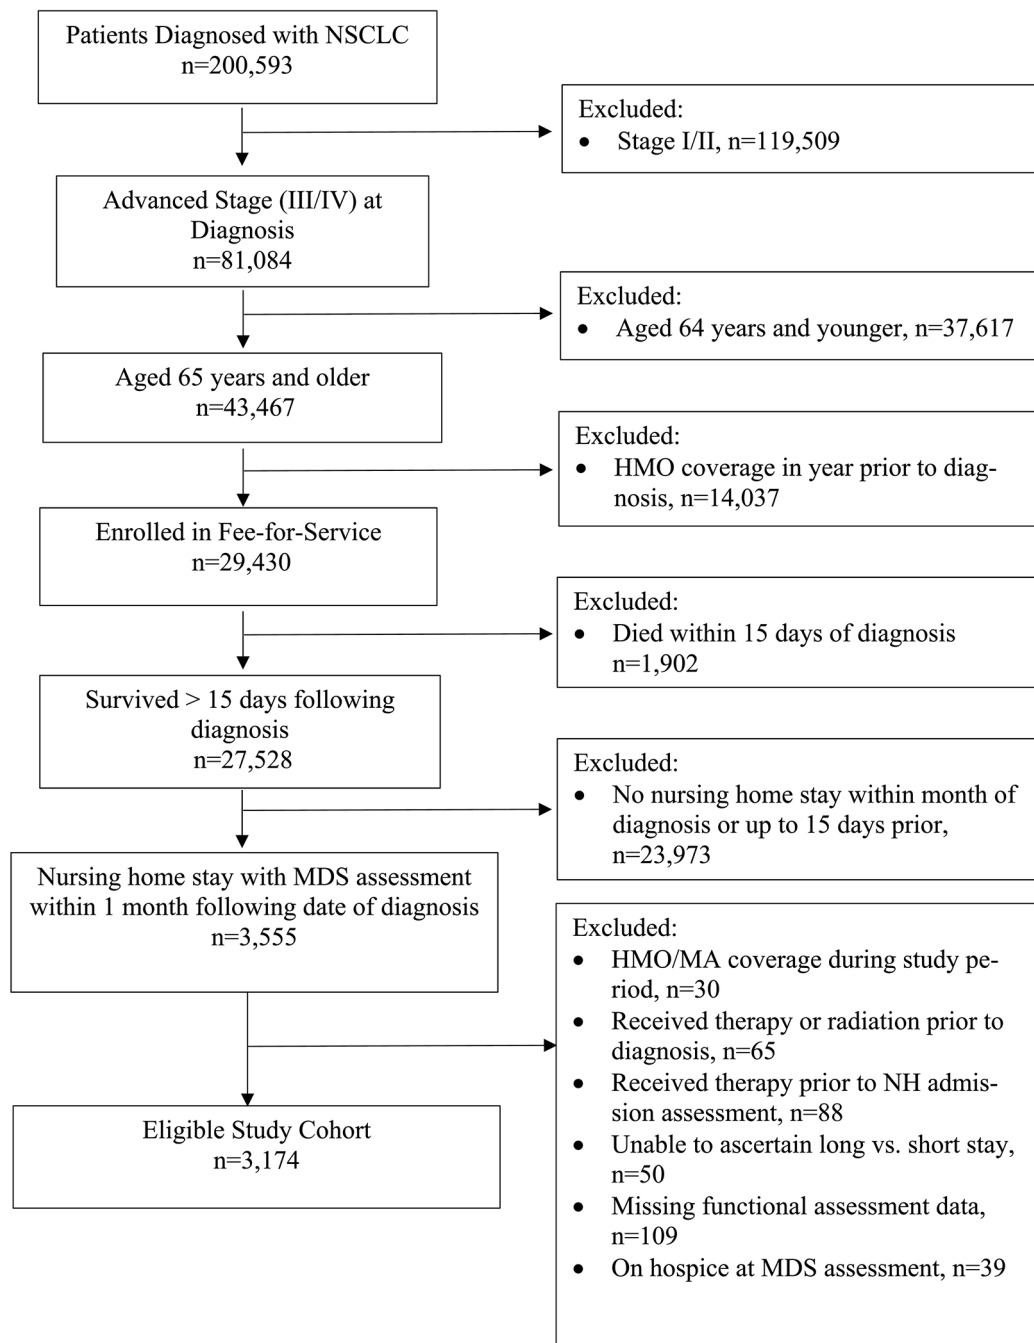 Patients Diagnosed with NSCLC
n=200,593
Excluded:
• Stage I/II, n=119,509
Advanced Stage (III/IV) at
Diagnosis
n=81,084
Excluded:
• Aged 64 years and younger, n=37,617
Aged 65 years and older
n=43,467
Excluded:
• HMO coverage in year prior to diag-
nosis, n=14,037
Enrolled in Fee-for-Service
n=29,430
Excluded:
• Died within 15 days of diagnosis
n=1,902
Survived > 15 days following
diagnosis
n=27,528
Excluded:
• No nursing home stay within month of
diagnosis or up to 15 days prior,
n=23,973
Nursing home stay with MDS assessment
within 1 month following date of diagnosis
n=3,555
Excluded:
• HMO/MA coverage during study pe-
riod, n=30
• Received therapy or radiation prior to
diagnosis, n=65
• Received therapy prior to NH admis-
sion assessment, n=88
• Unable to ascertain long vs. short stay,
n=50
• Missing functional assessment data,
n=109
• On hospice at MDS assessment, n=39
Eligible Study Cohort
n=3,174